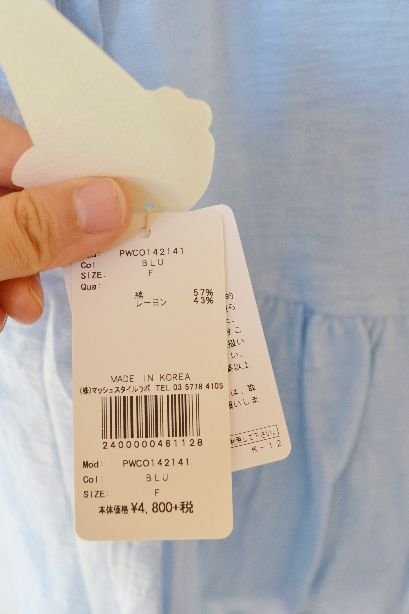 PWCO142141
Col: BLU
SIZE: F
Qua:
綿 57%
レーヨン 43%
MADE IN KOREA
(株)マッシュスタイルラボ TEL 03 5778 4105
2400000461128
Mod: PWCO142141
Col: BLU
SIZE: F
本体価格 ¥4,800+税
K-12